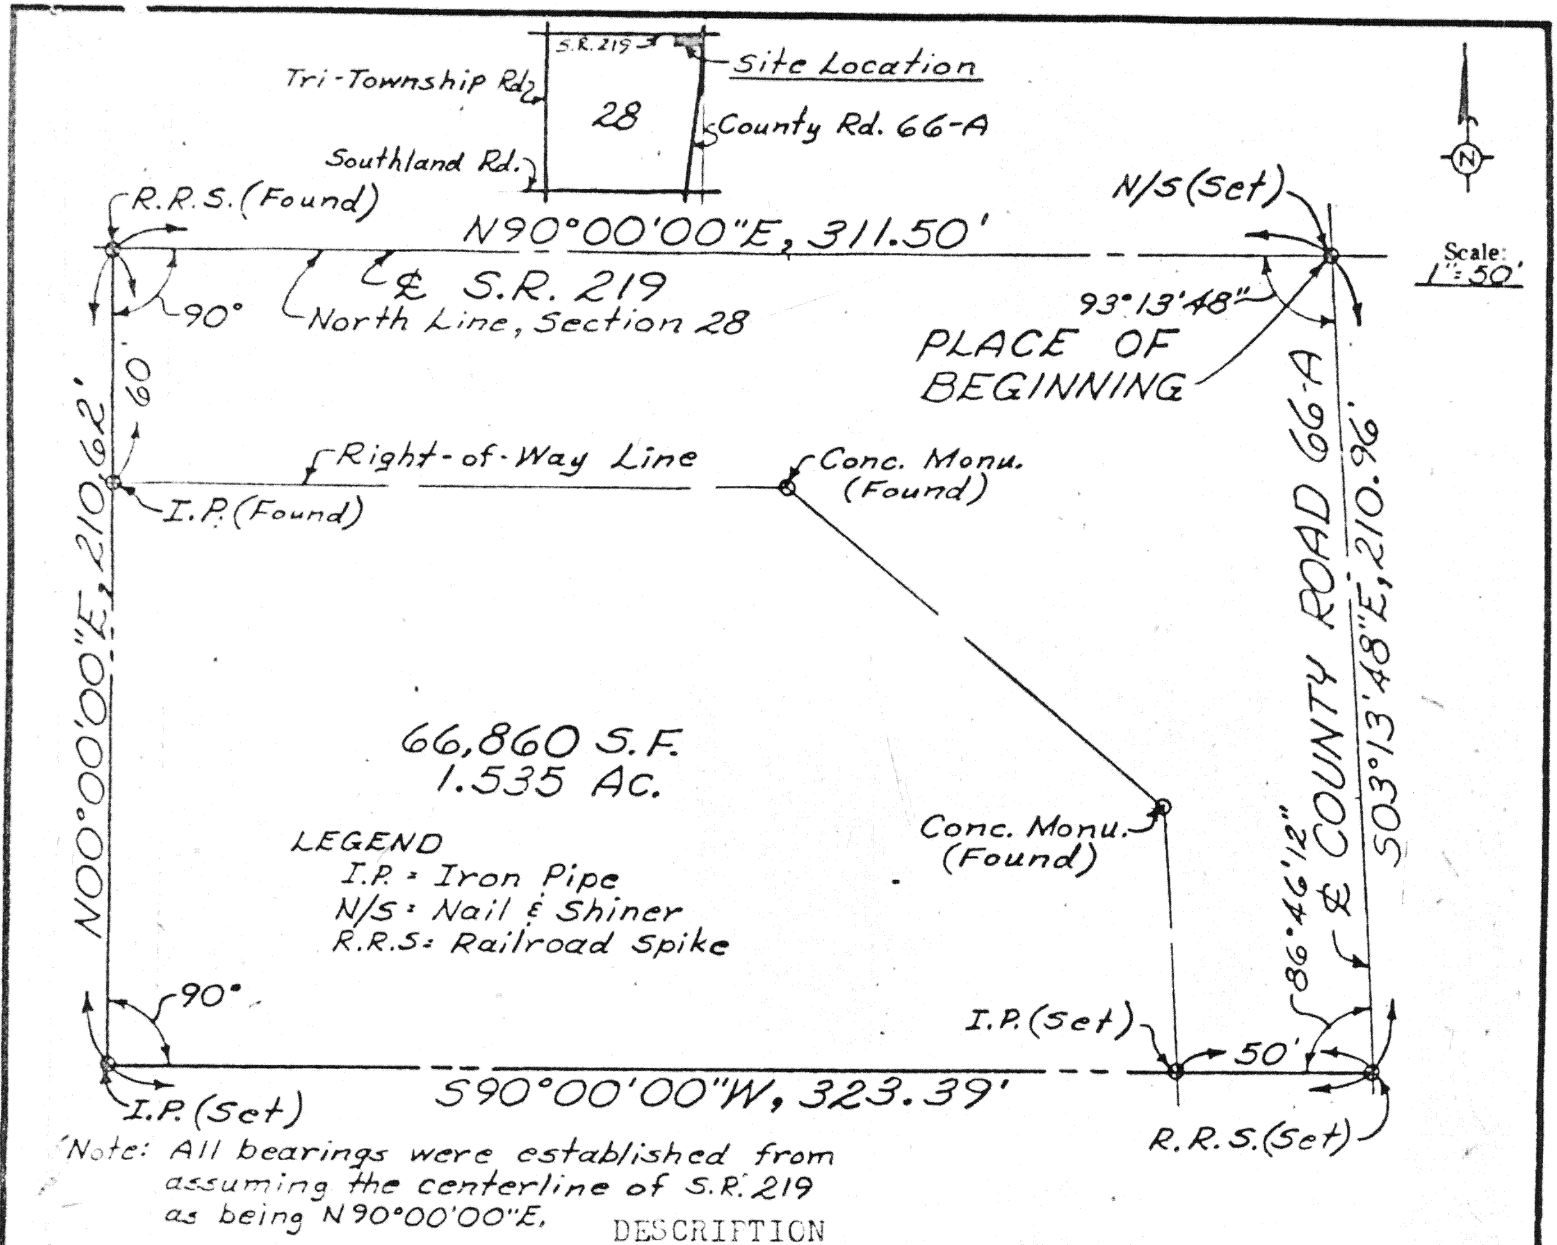 S.R. 219
Site Location
Tri-Township Rd.
28
County Rd. 66-A
Southland Rd.
R.R.S. (Found)
N/S (Set)
N
N90°00'00"E, 311.50'
Scale:
1"=50'
℄ S.R. 219
90°
North Line, Section 28
93°13'48"
PLACE OF
BEGINNING
60'
Right-of-Way Line
Conc. Monu.
(Found)
I.P. (Found)
N00°00'00"E, 210.62'
℄ COUNTY ROAD 66-A
S03°13'48"E, 210.96'
66,860 S.F.
1.535 Ac.
Conc. Monu.
(Found)
LEGEND
I.P. = Iron Pipe
N/S = Nail & Shiner
R.R.S = Railroad Spike
86°46'12"
90°
I.P. (Set)
50'
S90°00'00"W, 323.39'
I.P. (Set)
R.R.S. (Set)
Note: All bearings were established from
assuming the centerline of S.R. 219
as being N90°00'00"E.
DESCRIPTION